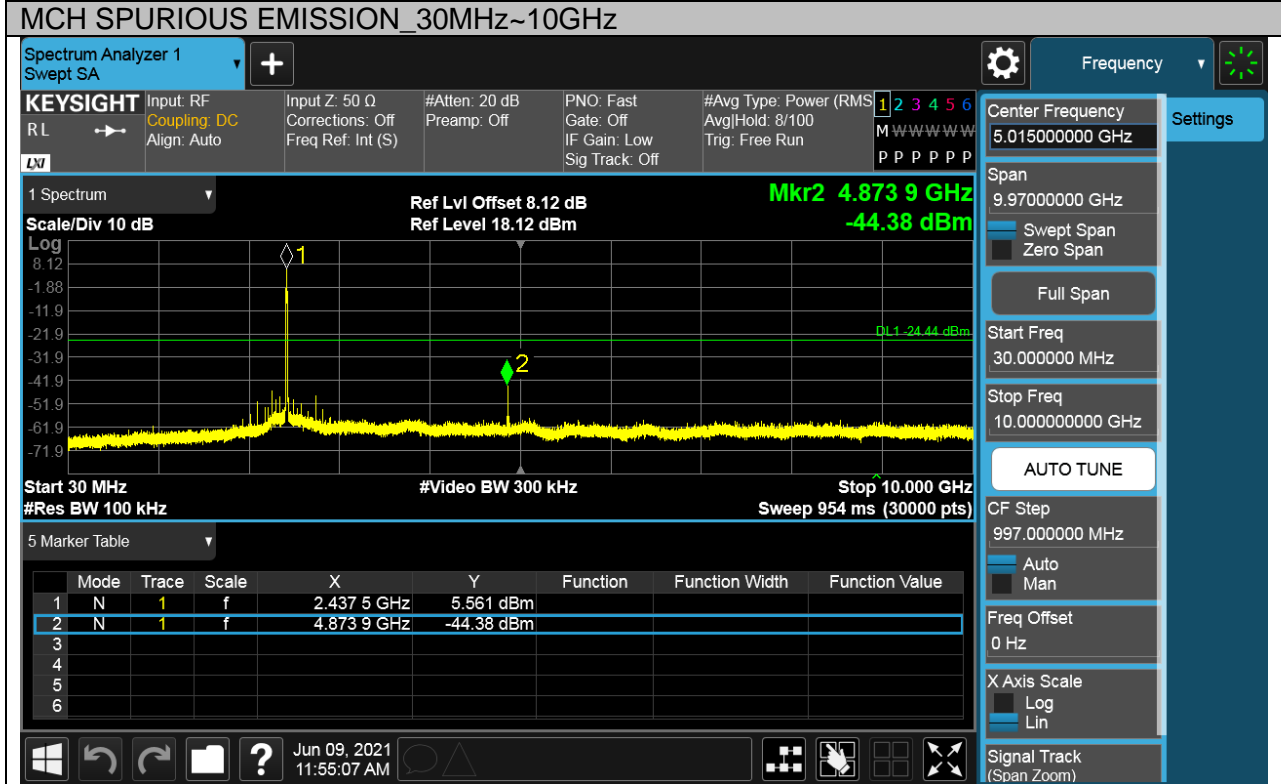 MCH SPURIOUS EMISSION_30MHz~10GHz
Spectrum Analyzer 1
Swept SA
+
Frequency
KEYSIGHT
RL
LXI
Input: RF
Coupling: DC
Align: Auto
Input Z: 50 Ω
Corrections: Off
Freq Ref: Int (S)
#Atten: 20 dB
Preamp: Off
PNO: Fast
Gate: Off
IF Gain: Low
Sig Track: Off
#Avg Type: Power (RMS
Avg|Hold: 8/100
Trig: Free Run
1 2 3 4 5 6
M W W W W W
P P P P P P
1 Spectrum
Scale/Div 10 dB
Ref Lvl Offset 8.12 dB
Ref Level 18.12 dBm
Mkr2 4.873 9 GHz
-44.38 dBm
Log
8.12
-1.88
-11.9
-21.9
-31.9
-41.9
-51.9
-61.9
-71.9
1
2
DL1 -24.44 dBm
Start 30 MHz
#Video BW 300 kHz
Stop 10.000 GHz
#Res BW 100 kHz
Sweep 954 ms (30000 pts)
5 Marker Table
Mode Trace Scale X Y Function Function Width Function Value
1 N 1 f 2.437 5 GHz 5.561 dBm
2 N 1 f 4.873 9 GHz -44.38 dBm
3
4
5
6
?
Jun 09, 2021
11:55:07 AM
Center Frequency
5.015000000 GHz
Settings
Span
9.97000000 GHz
Swept Span
Zero Span
Full Span
Start Freq
30.000000 MHz
Stop Freq
10.000000000 GHz
AUTO TUNE
CF Step
997.000000 MHz
Auto
Man
Freq Offset
0 Hz
X Axis Scale
Log
Lin
Signal Track
(Span Zoom)